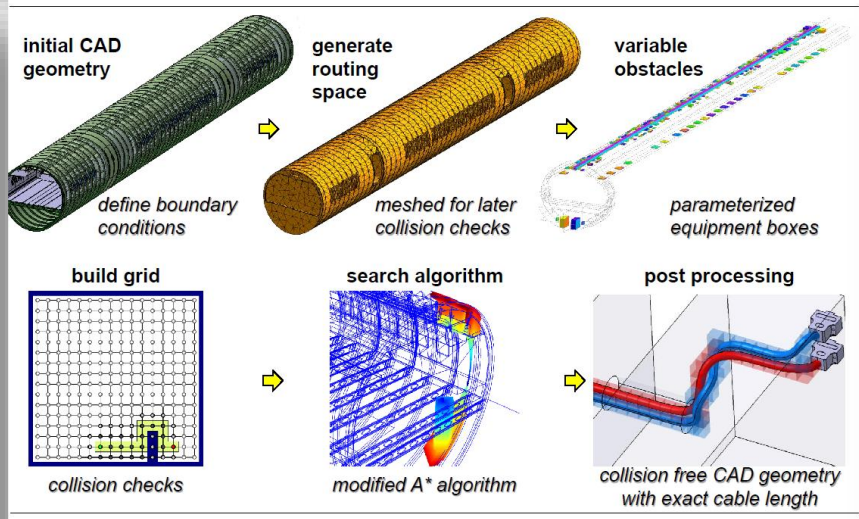 initial CAD
geometry
define boundary
conditions
generate
routing
space
meshed for later
collision checks
variable
obstacles
parameterized
equipment boxes
build grid
collision checks
search algorithm
modified A* algorithm
post processing
collision free CAD geometry
with exact cable length